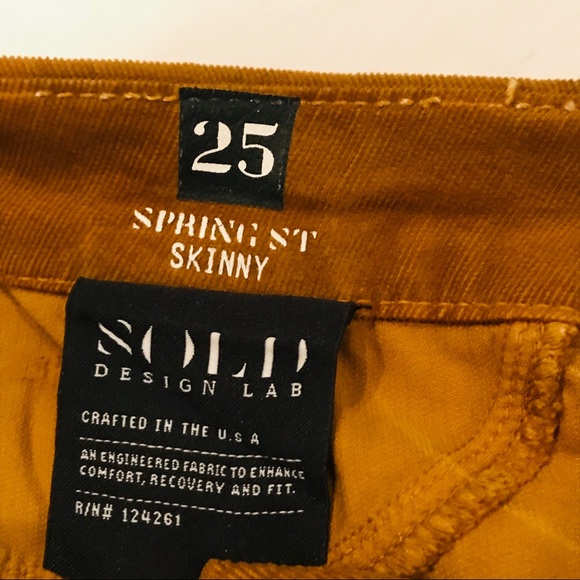 25
SPRING ST
SKINNY
SOLD
DESIGN LAB
CRAFTED IN THE U.S A
AN ENGINEERED FABRIC TO ENHANCE
COMFORT, RECOVERY AND FIT.
R/N# 124261